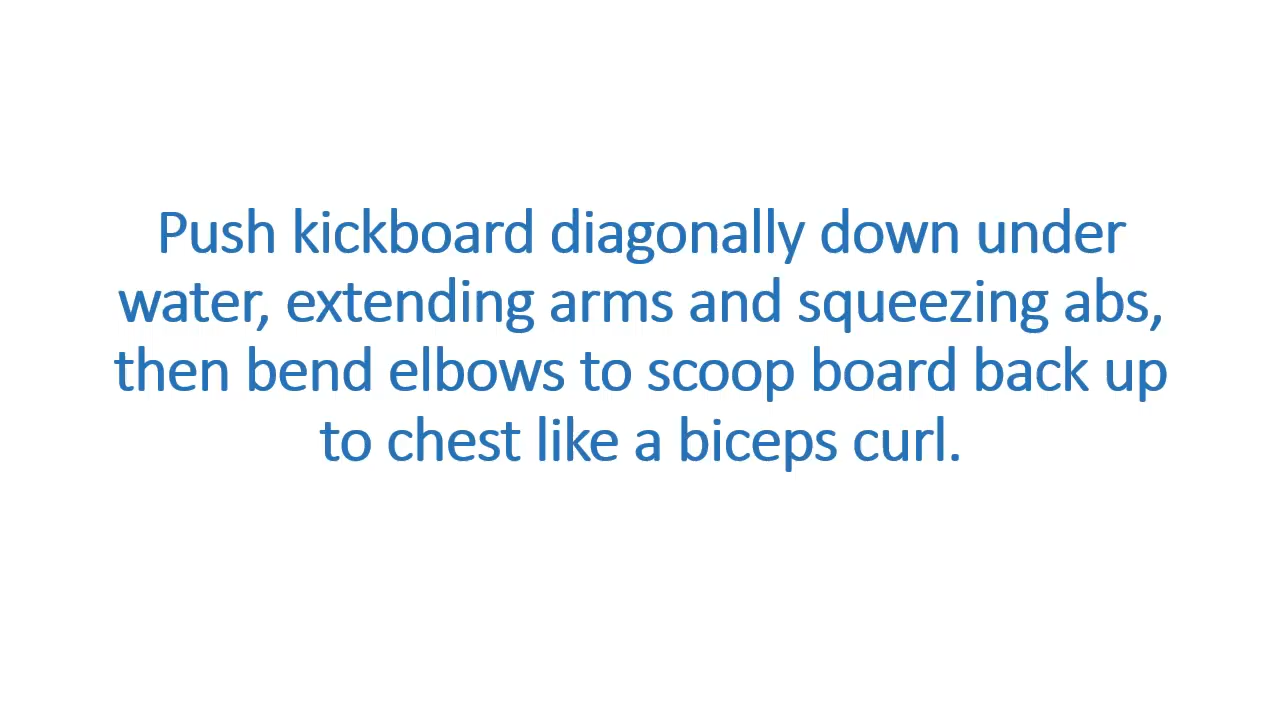 Push kickboard diagonally down under
water, extending arms and squeezing abs,
then bend elbows to scoop board back up
to chest like a biceps curl.